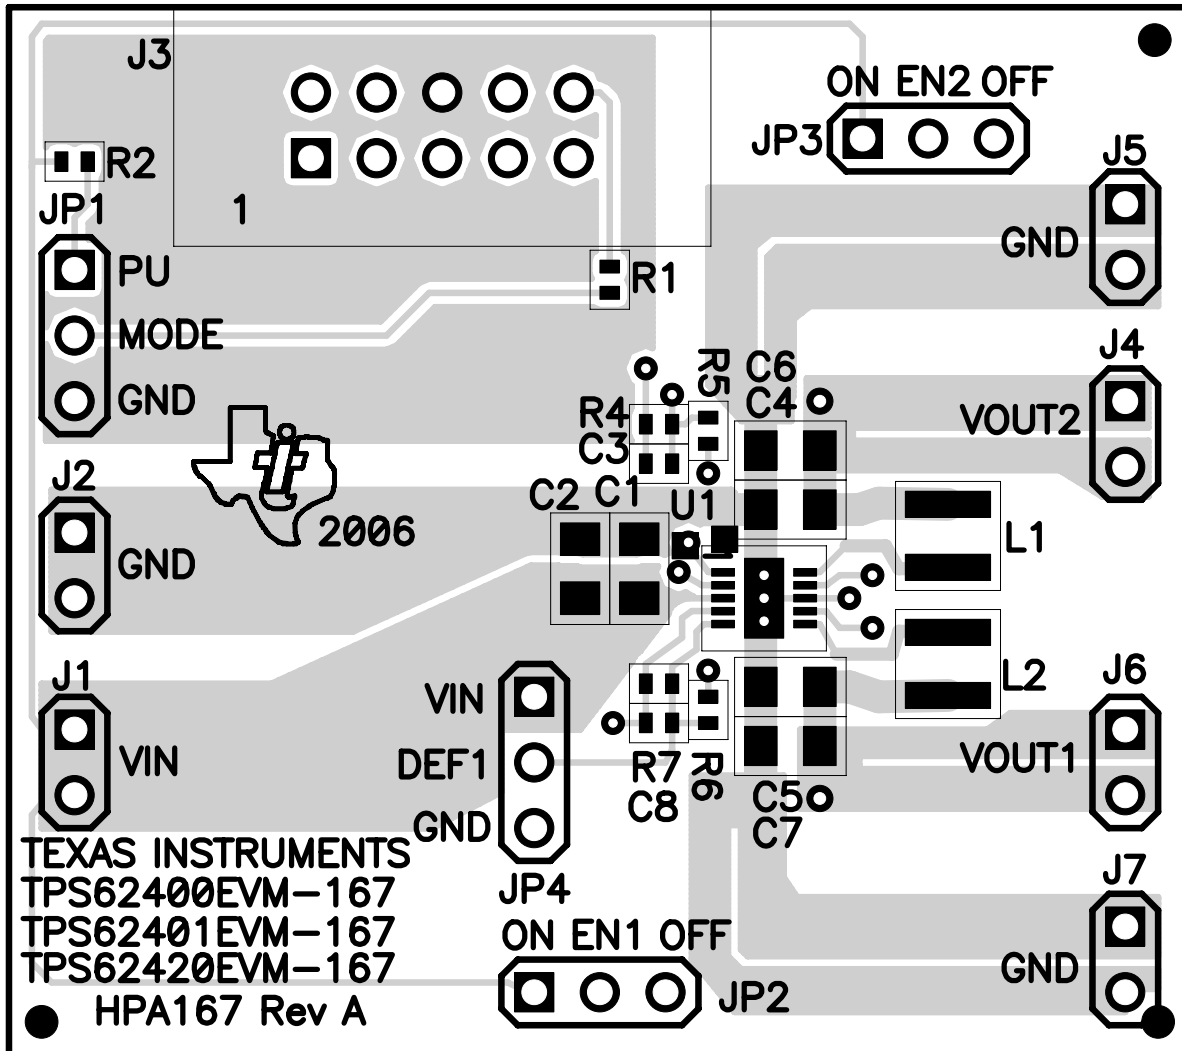 J3
ON EN2 OFF
JP3
J5
R2
JP1
1
GND
PU
R1
MODE
J4
R5
C6
GND
C4
VOUT2
R4
C3
J2
C2 C1
U1
2006
L1
GND
J1
J6
L2
VIN
VIN
DEF1
R7
R6
VOUT1
C8
C5
GND
C7
TEXAS INSTRUMENTS
J7
TPS62400EVM-167
JP4
TPS62401EVM-167
ON EN1 OFF
TPS62420EVM-167
GND
HPA167 Rev A
JP2